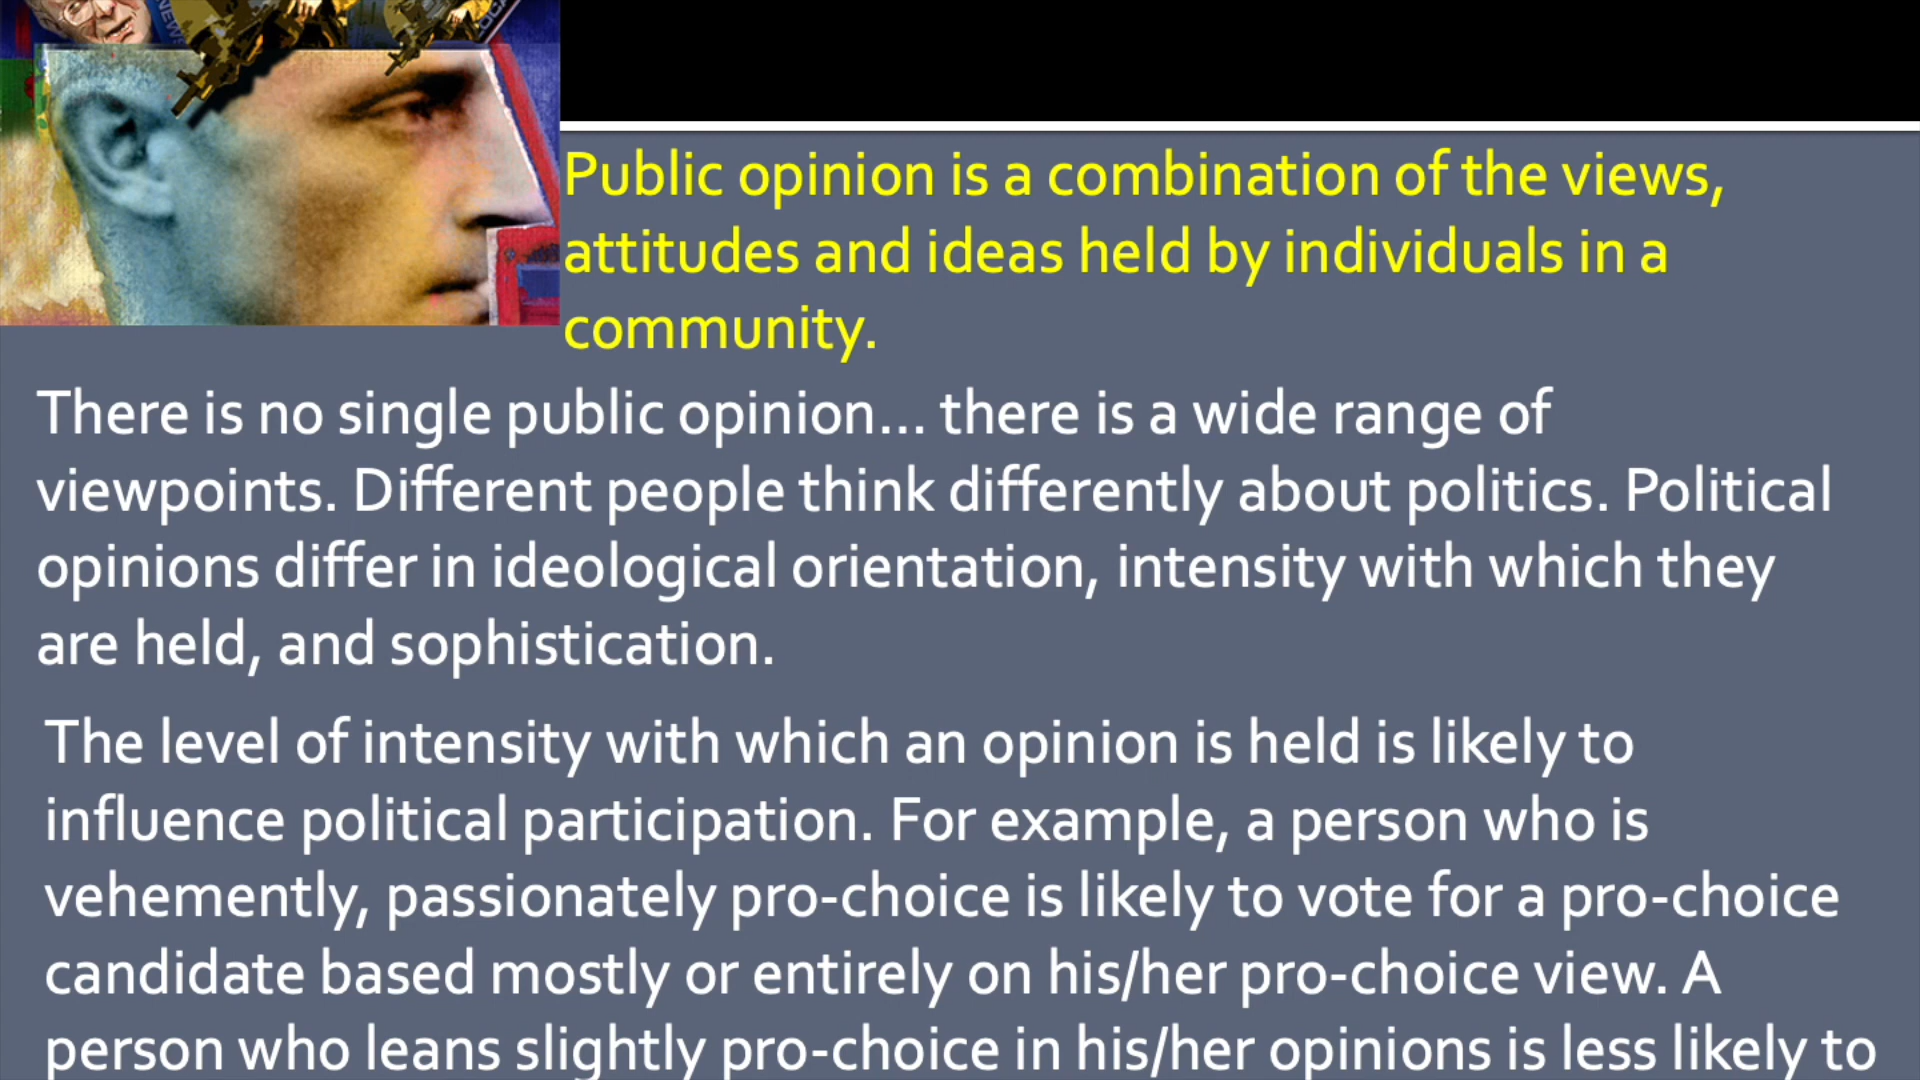 NEWS
Public opinion is a combination of the views,
attitudes and ideas held by individuals in a
community.
There is no single public opinion... there is a wide range of
viewpoints. Different people think differently about politics. Political
opinions differ in ideological orientation, intensity with which they
are held, and sophistication.
The level of intensity with which an opinion is held is likely to
influence political participation. For example, a person who is
vehemently, passionately pro-choice is likely to vote for a pro-choice
candidate based mostly or entirely on his/her pro-choice view. A
person who leans slightly pro-choice in his/her opinions is less likely to